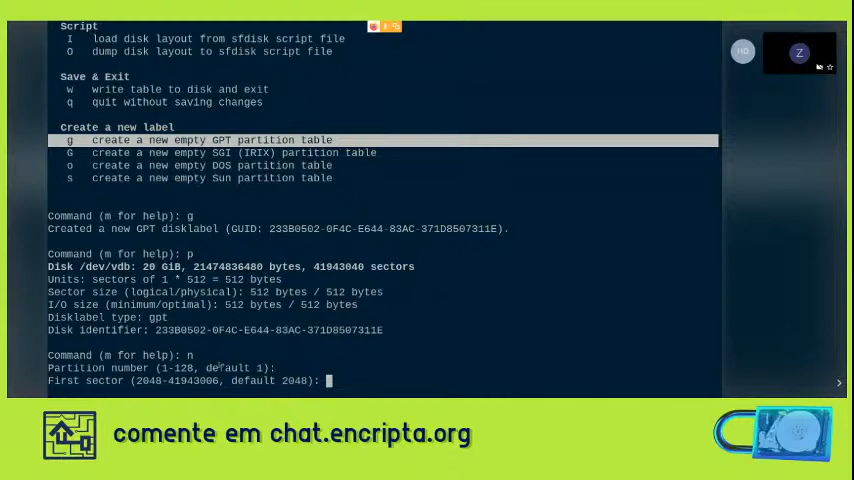 Script
I load disk layout from sfdisk script file
O dump disk layout to sfdisk script file
Save & Exit
w write table to disk and exit
q quit without saving changes
Create a new label
g create a new empty GPT partition table
G create a new empty SGI (IRIX) partition table
o create a new empty DOS partition table
s create a new empty Sun partition table
Command (m for help): g
Created a new GPT disklabel (GUID: 233B0502-0F4C-E644-83AC-371D8507311E).
Command (m for help): p
Disk /dev/vdb: 20 GiB, 21474836480 bytes, 41943040 sectors
Units: sectors of 1 * 512 = 512 bytes
Sector size (logical/physical): 512 bytes / 512 bytes
I/O size (minimum/optimal): 512 bytes / 512 bytes
Disklabel type: gpt
Disk identifier: 233B0502-0F4C-E644-83AC-371D8507311E
Command (m for help): n
Partition number (1-128, default 1):
First sector (2048-41943006, default 2048):
Z
comente em chat.encripta.org